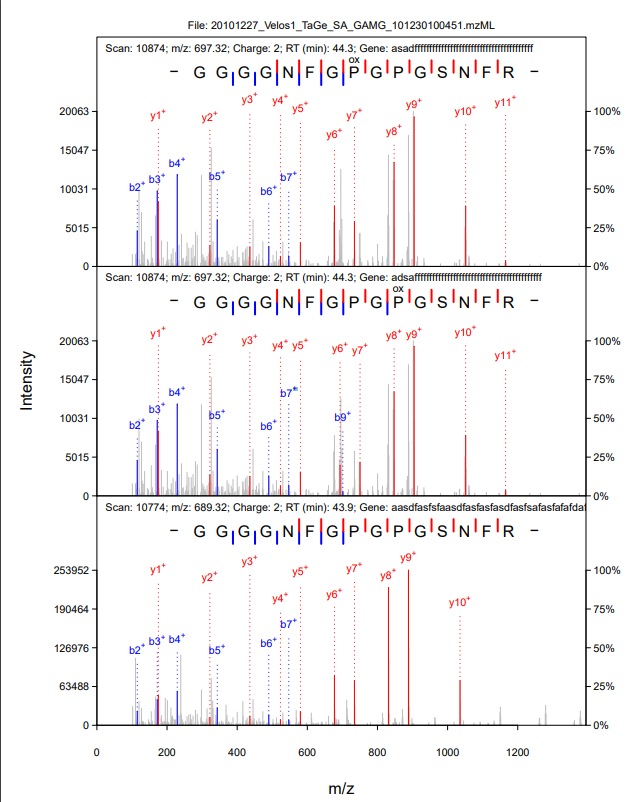 File: 20101227_Velos1_TaGe_SA_GAMG_101230100451.mzML
Scan: 10874; m/z: 697.32; Charge: 2; RT (min): 44.3; Gene: asadffffffffffffffffffffffffffffffffffffffffff
ox
– G G G G N F G P G P G S N F R –
y1+ y2+ y3+ y4+ y5+ y6+ y7+ y8+ y9+ y10+ y11+
b2+ b3+ b4+ b5+ b6+ b7+
20063 100%
15047 75%
10031 50%
5015 25%
0 0%
Scan: 10874; m/z: 697.32; Charge: 2; RT (min): 44.3; Gene: adsaffffffffffffffffffffffffffffffffffffffffffffff
ox
– G G G G N F G P G P G S N F R –
y1+ y2+ y3+ y4+ y5+ y6+ y7+ y8+ y9+ y10+ y11+
b2+ b3+ b4+ b5+ b6+ b7+ b9+
20063 100%
15047 75%
10031 50%
5015 25%
0 0%
Intensity
Scan: 10774; m/z: 689.32; Charge: 2; RT (min): 43.9; Gene: aasdfasfsfaasdfasfasfasdfasfsafasfafafdat
– G G G G N F G P G P G S N F R –
y1+ y2+ y3+ y4+ y5+ y6+ y7+ y8+ y9+ y10+
b2+ b3+ b4+ b5+ b6+ b7+
253952 100%
190464 75%
126976 50%
63488 25%
0 0%
0 200 400 600 800 1000 1200
m/z